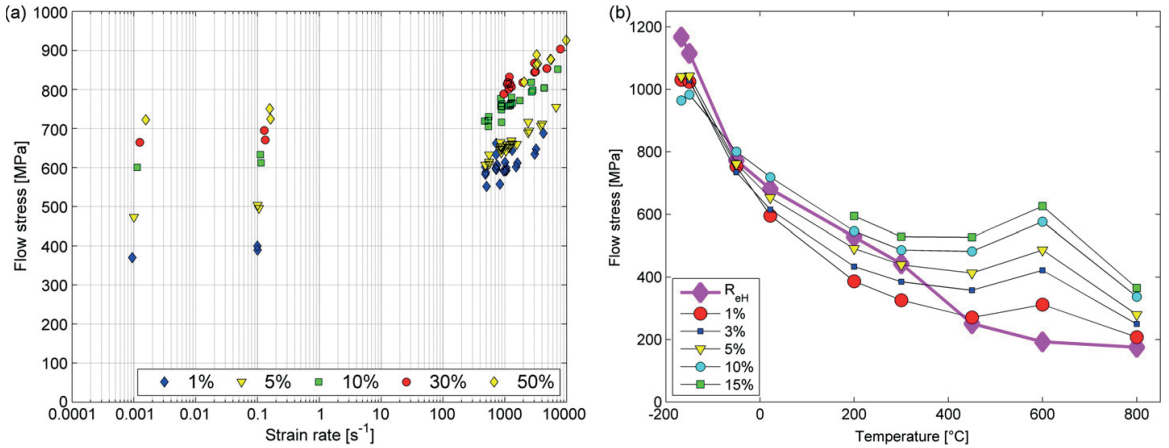 (a)
1000
900
800
700
600
500
400
300
200
100
0
Flow stress [MPa]
1% 5% 10% 30% 50%
0.0001 0.001 0.01 0.1 1 10 100 1000 10000
Strain rate [s⁻¹]
(b)
1200
1000
800
600
400
200
0
Flow stress [MPa]
R_eH
1%
3%
5%
10%
15%
-200 0 200 400 600 800
Temperature [°C]